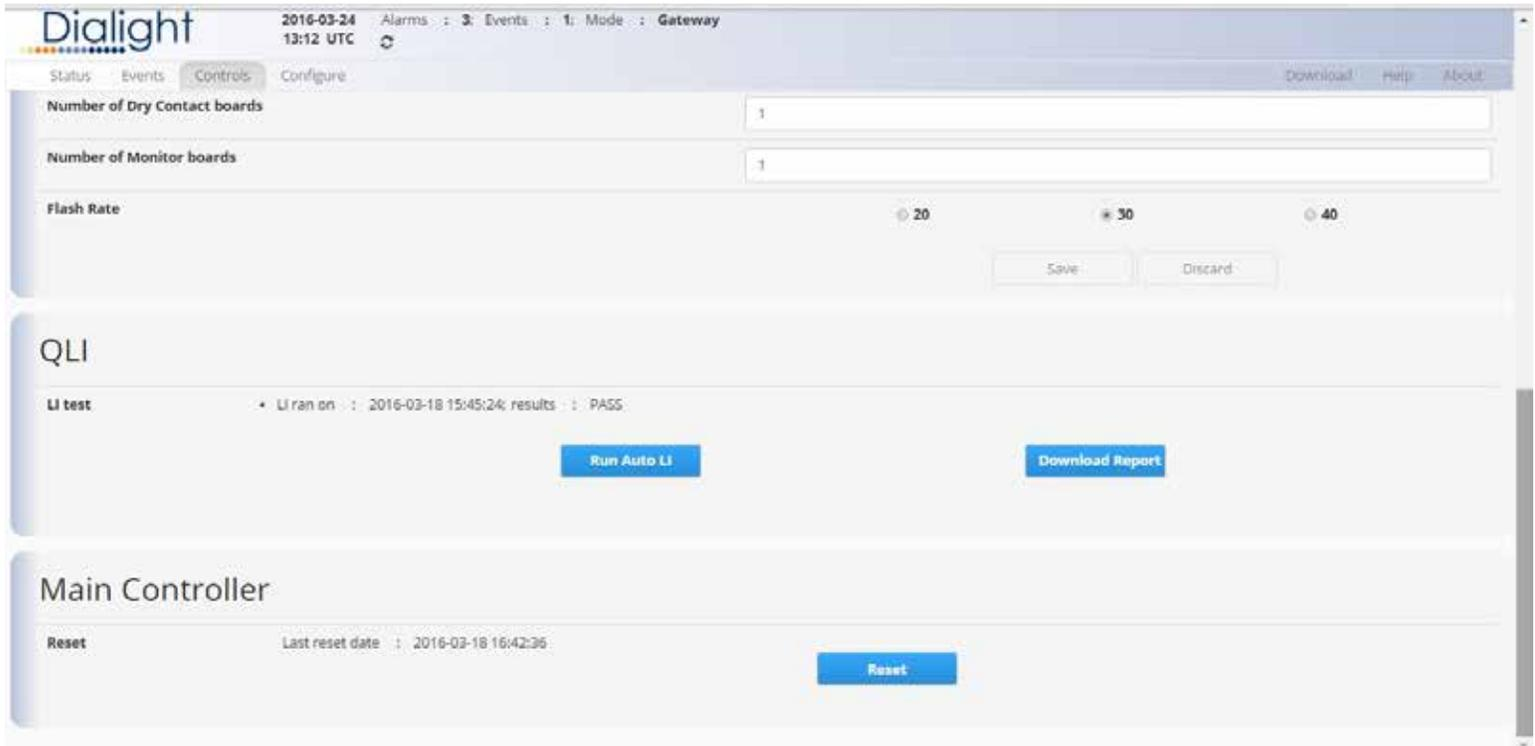 Dialight
2016-03-24 Alarms : 3; Events : 1; Mode : Gateway
13:12 UTC
Status Events Controls Configure Download Help About
Number of Dry Contact boards 1
Number of Monitor boards 1
Flash Rate 20 30 40
Save Discard
QLI
LI test • LI ran on : 2016-03-18 15:45:24; results : PASS
Run Auto LI Download Report
Main Controller
Reset Last reset date : 2016-03-18 16:42:36
Reset